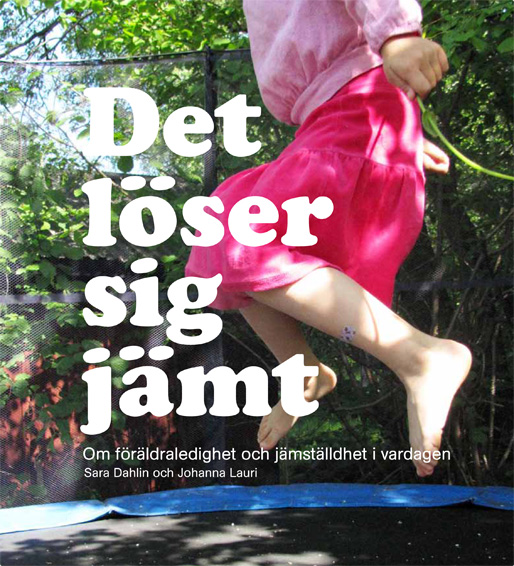 Det
löser
sig
jämt
Om föräldraledighet och jämställdhet i vardagen
Sara Dahlin och Johanna Lauri